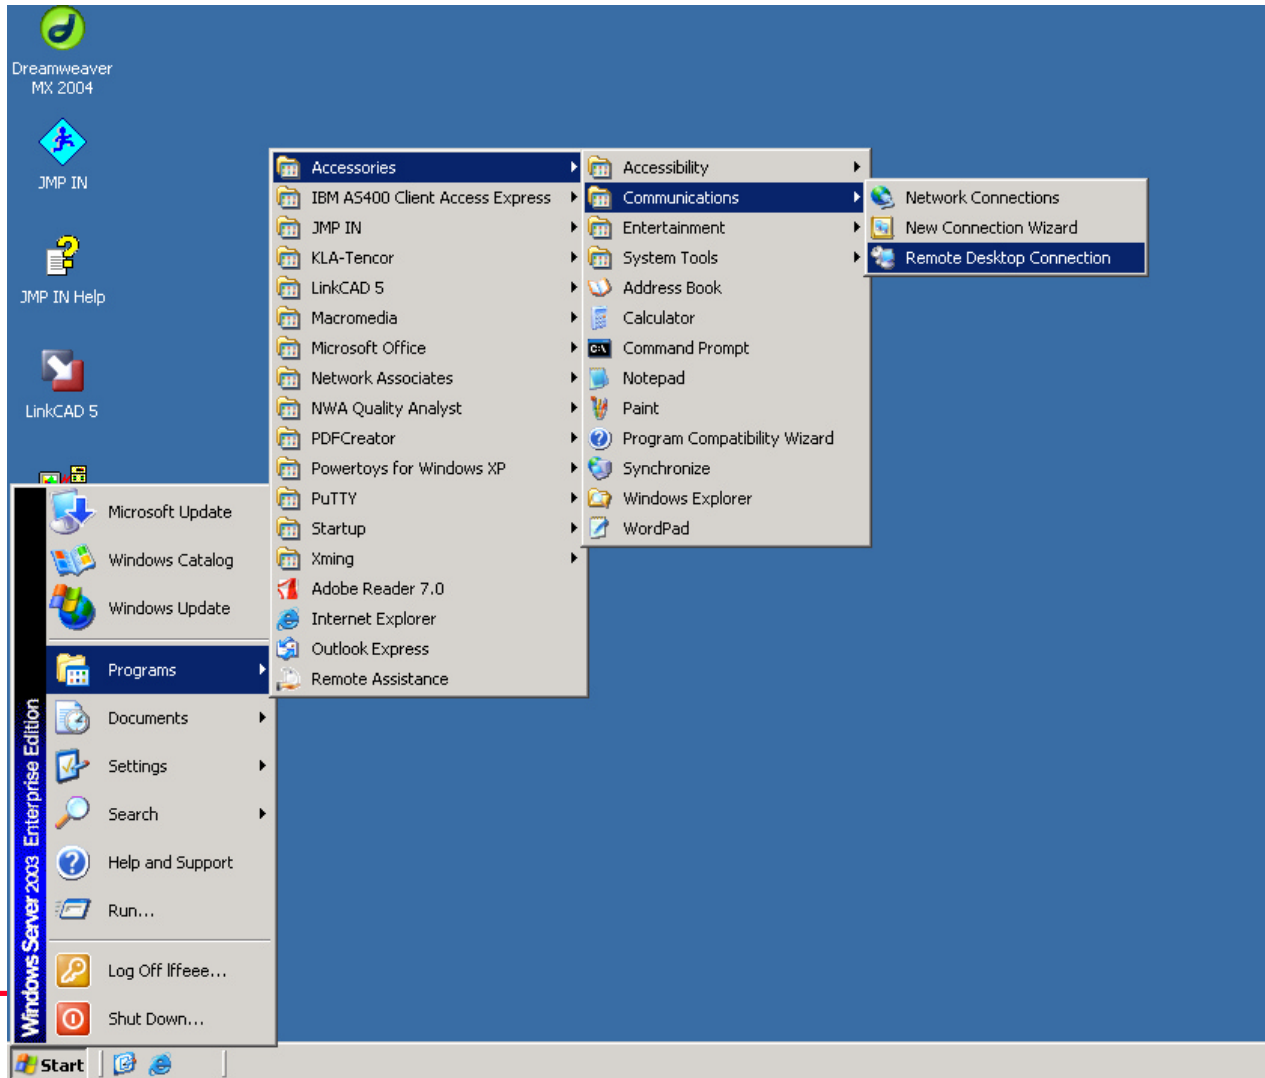 Dreamweaver
MX 2004
JMP IN
JMP IN Help
LinkCAD 5
Accessories
IBM AS400 Client Access Express
JMP IN
KLA-Tencor
LinkCAD 5
Macromedia
Microsoft Office
Network Associates
NWA Quality Analyst
PDFCreator
Powertoys for Windows XP
PuTTY
Startup
Xming
Adobe Reader 7.0
Internet Explorer
Outlook Express
Remote Assistance
Accessibility
Communications
Entertainment
System Tools
Address Book
Calculator
Command Prompt
Notepad
Paint
Program Compatibility Wizard
Synchronize
Windows Explorer
WordPad
Network Connections
New Connection Wizard
Remote Desktop Connection
Microsoft Update
Windows Catalog
Windows Update
Programs
Documents
Settings
Search
Help and Support
Run...
Log Off lffeee...
Shut Down...
Windows Server 2003 Enterprise Edition
Start